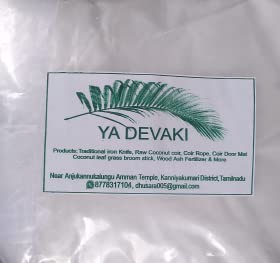 YA DEVAKI
Products: Traditional iron Knife, Raw Coconut coir, Coir Rope, Coir Door Mat
Coconut leaf grass broom stick, Wood Ash Fertilizer & More
Near Anjukannukalungu Amman Temple, Kanniyakumari District,Tamilnadu
8778317104, chutsara005@gmail.com